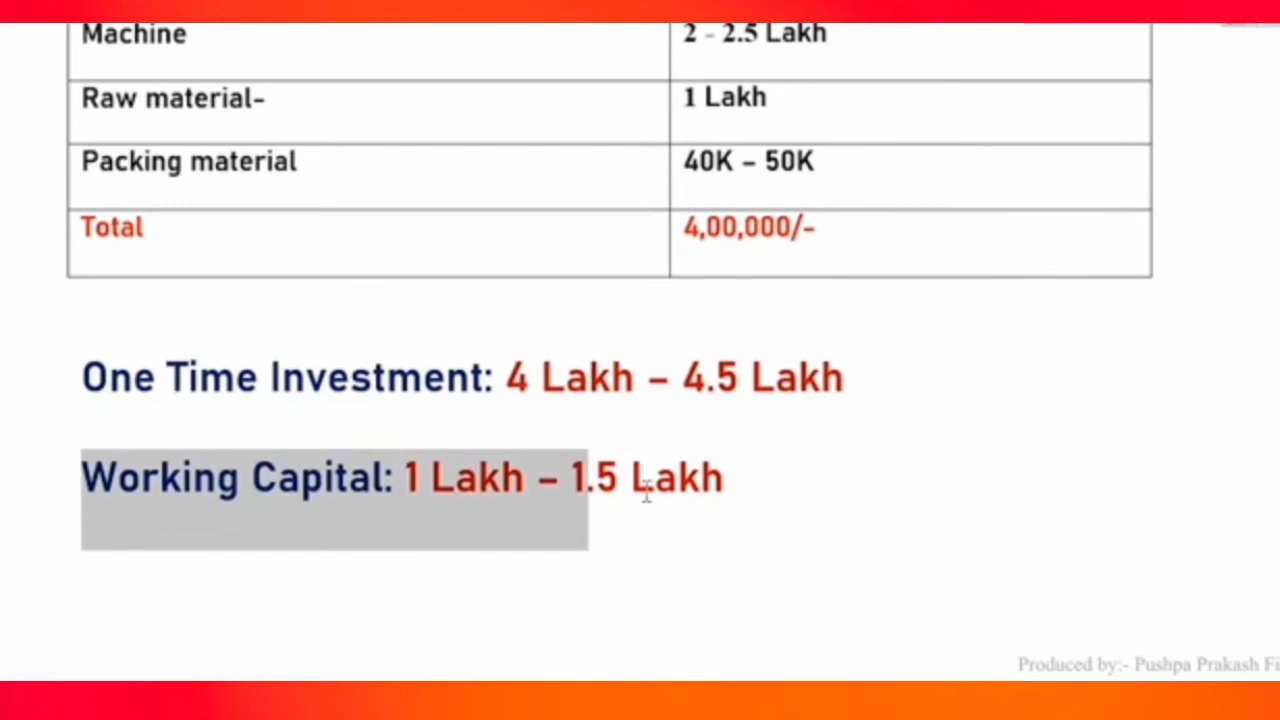 Machine 2 - 2.5 Lakh
Raw material- 1 Lakh
Packing material 40K – 50K
Total 4,00,000/-
One Time Investment: 4 Lakh – 4.5 Lakh
Working Capital: 1 Lakh – 1.5 Lakh
Produced by:- Pushpa Prakash Fi